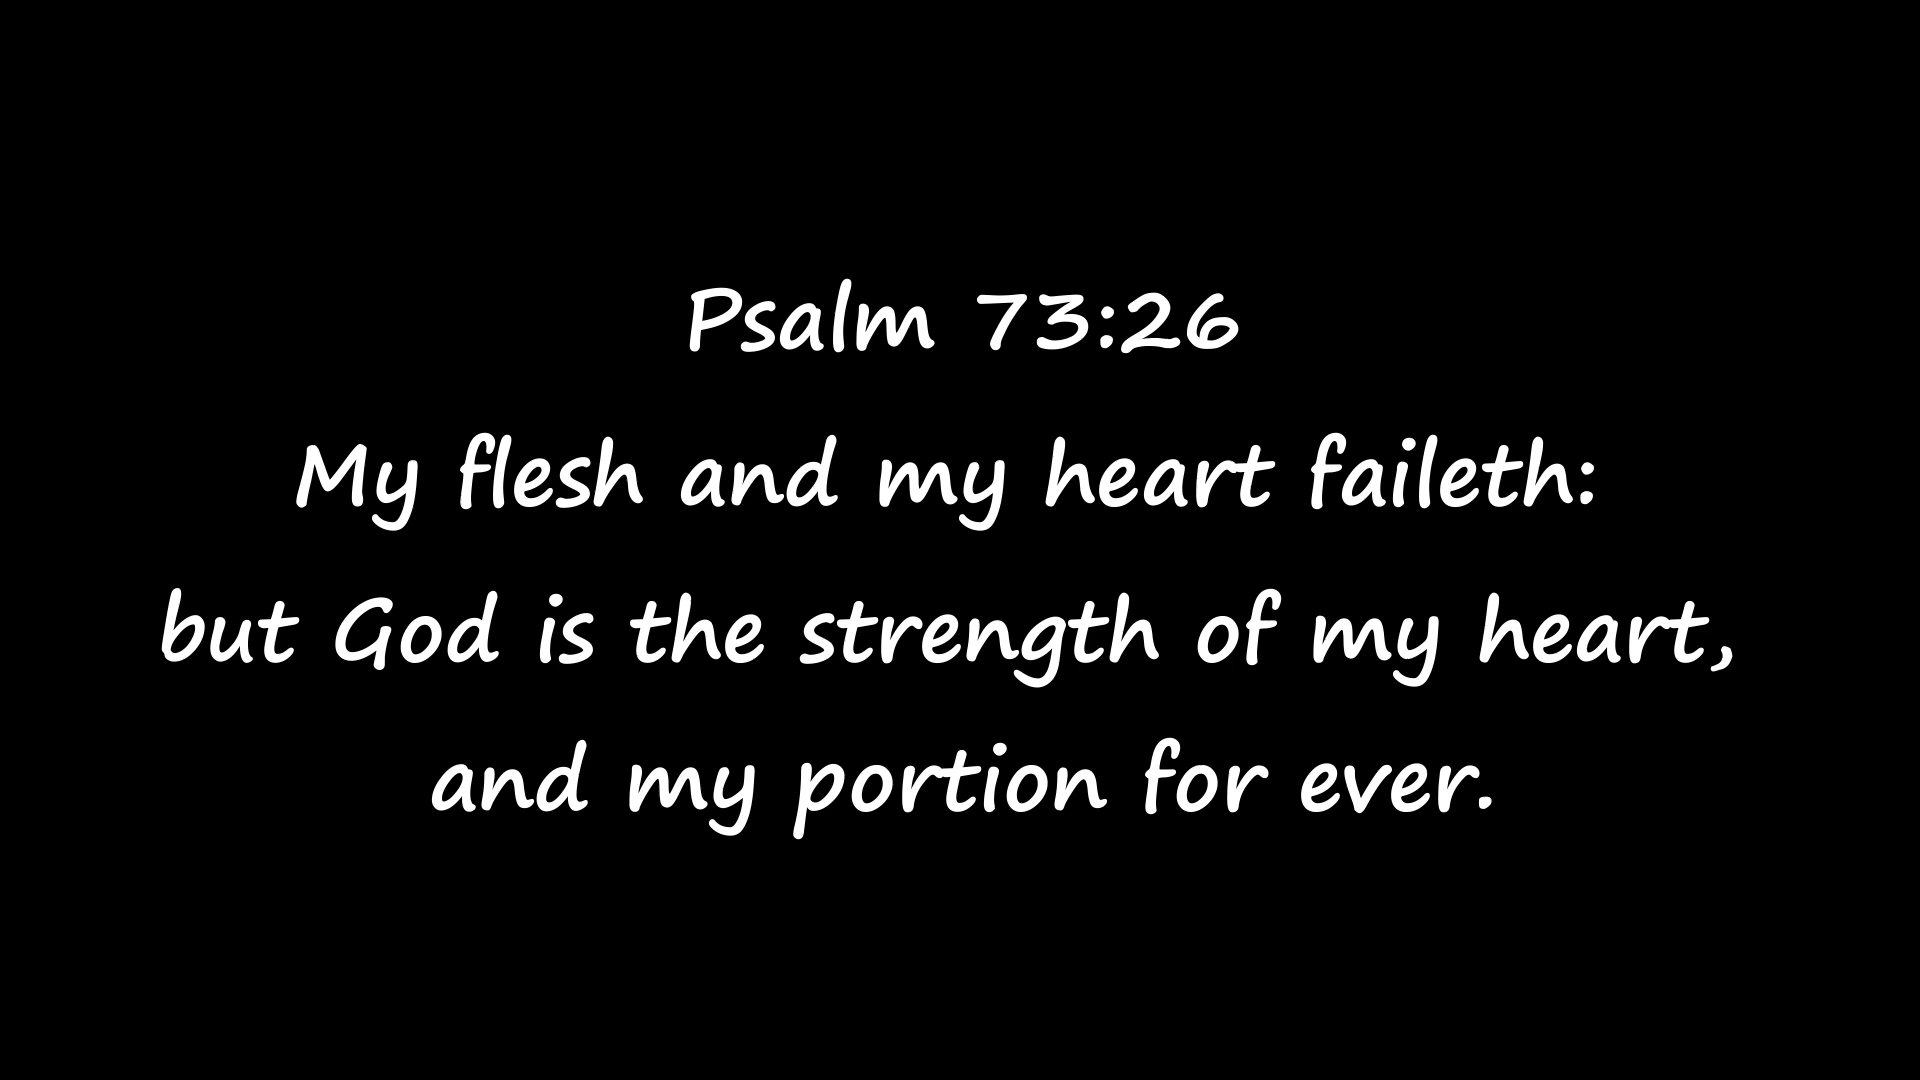 Psalm 73:26
My flesh and my heart faileth:
but God is the strength of my heart,
and my portion for ever.